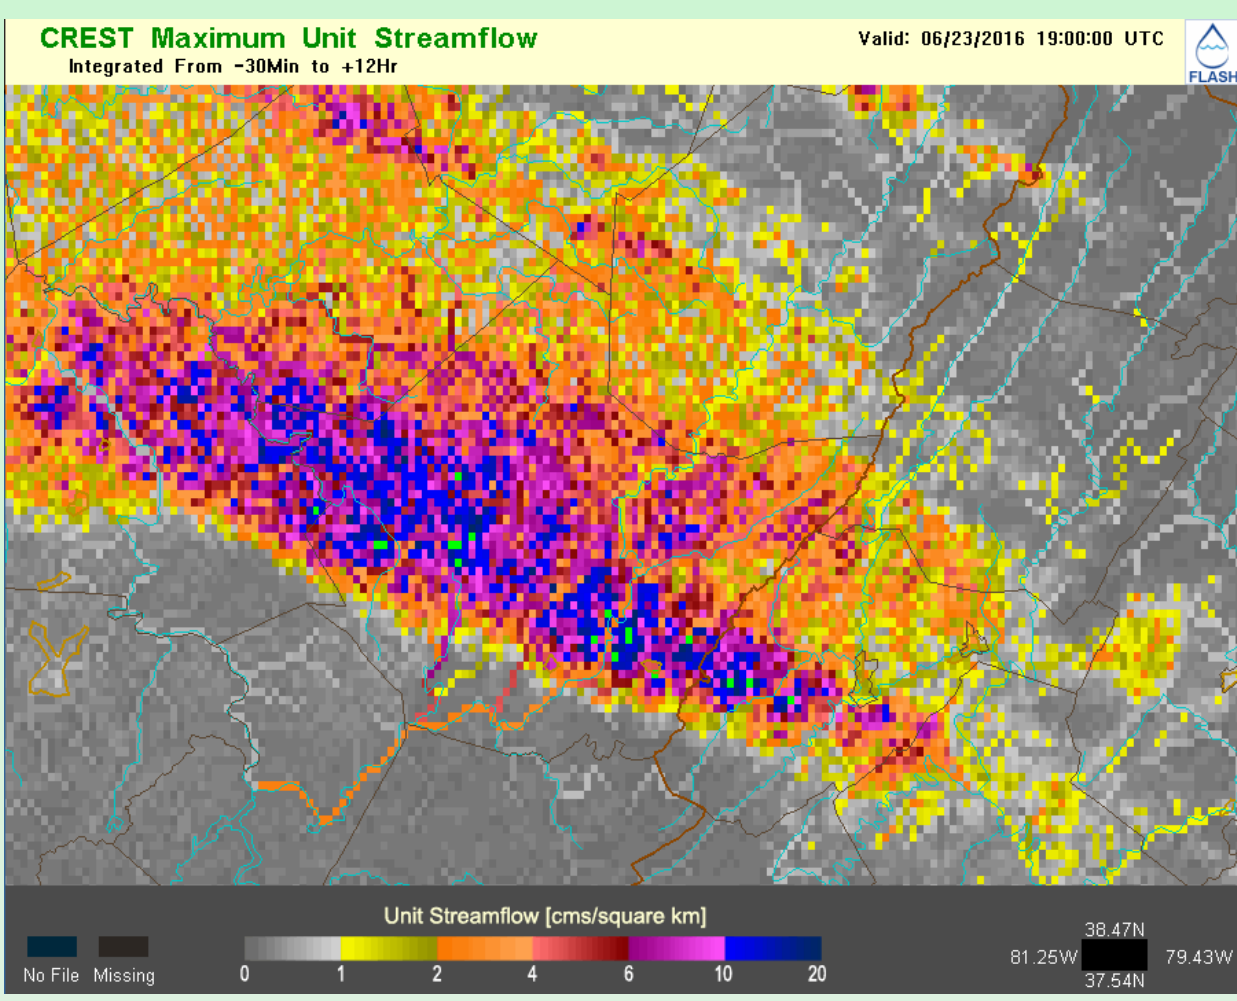 CREST Maximum Unit Streamflow
Integrated From -30Min to +12Hr
Valid: 06/23/2016 19:00:00 UTC
FLASH
Unit Streamflow [cms/square km]
No File
Missing
0 1 2 4 6 10 20
38.47N
81.25W 79.43W
37.54N